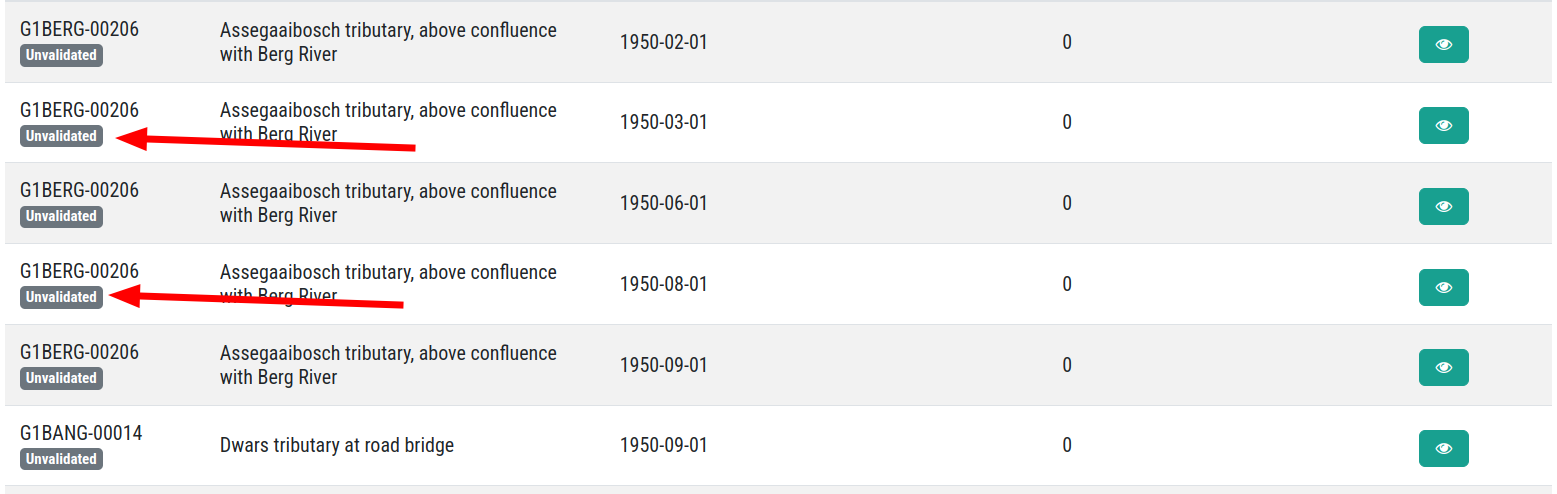 G1BERG-00206
Unvalidated
Assegaaibosch tributary, above confluence
with Berg River
1950-02-01
0
G1BERG-00206
Unvalidated
Assegaaibosch tributary, above confluence
with Berg River
1950-03-01
0
G1BERG-00206
Unvalidated
Assegaaibosch tributary, above confluence
with Berg River
1950-06-01
0
G1BERG-00206
Unvalidated
Assegaaibosch tributary, above confluence
with Berg River
1950-08-01
0
G1BERG-00206
Unvalidated
Assegaaibosch tributary, above confluence
with Berg River
1950-09-01
0
G1BANG-00014
Unvalidated
Dwars tributary at road bridge
1950-09-01
0